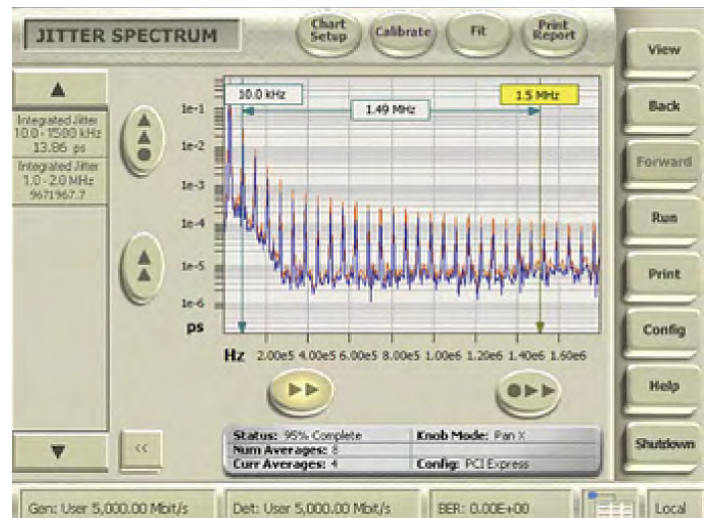 JITTER SPECTRUM
Chart Setup
Calibrate
Fit
Print Report
View
Back
Forward
Run
Print
Config
Help
Shutdown
Integrated Jitter
10.0 - 1500 kHz
13.86 ps
Integrated Jitter
1.0 - 2.0 MHz
9671967.7
10.0 kHz
1.49 MHz
1.5 MHz
1e-1
1e-2
1e-3
1e-4
1e-5
1e-6
ps
Hz 2.00e5 4.00e5 6.00e5 8.00e5 1.00e6 1.20e6 1.40e6 1.60e6
<<
Status: 95% Complete Knob Mode: Pan X
Num Averages: 8
Curr Averages: 4 Config: PCI Express
Gen: User 5,000.00 Mbit/s Det: User 5,000.00 Mbit/s BER: 0.00E+00 Local